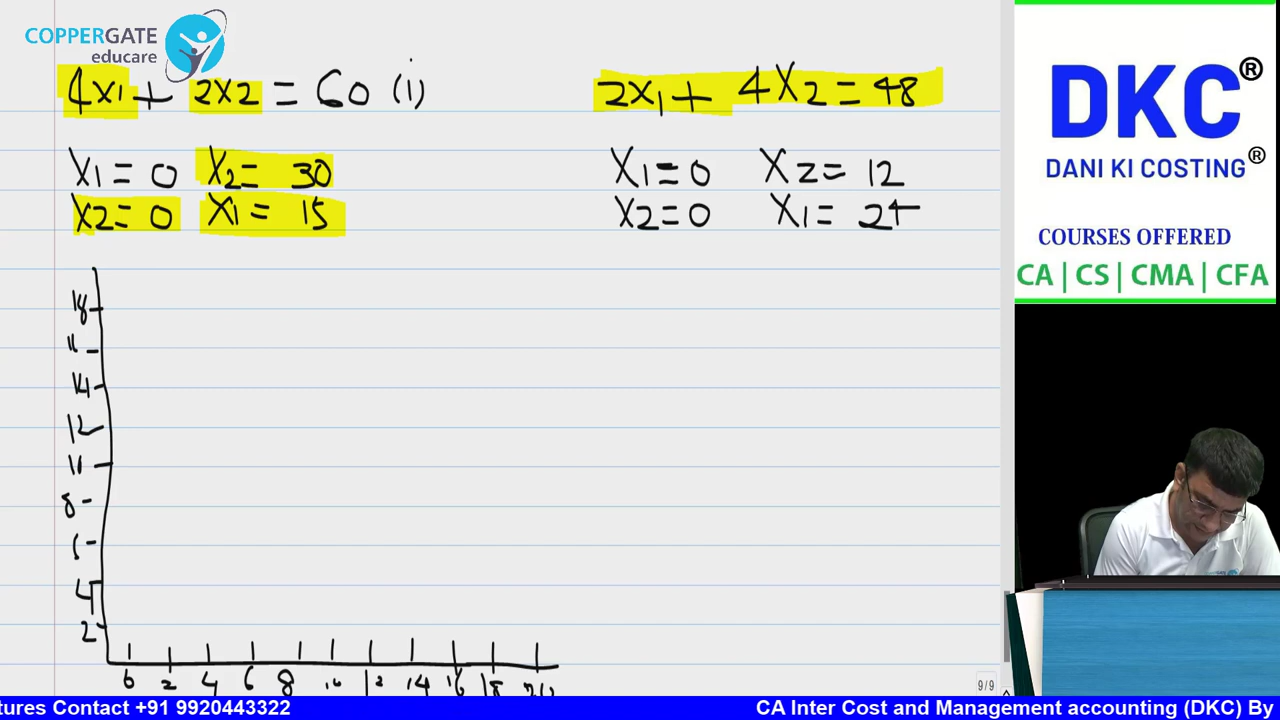 COPPERGATE
educare
4x1 + 2x2 = 60 (i)
2x1 + 4x2 = 48
X1 = 0 X2 = 30
X2 = 0 X1 = 15
X1 = 0 X2 = 12
X2 = 0 X1 = 24
18
14
12
8
4
2
6 2 4 6 8 10 12 14 16 18
9/9
DKC®
DANI KI COSTING®
COURSES OFFERED
CA | CS | CMA | CFA
tures Contact +91 9920443322
CA Inter Cost and Management accounting (DKC) By